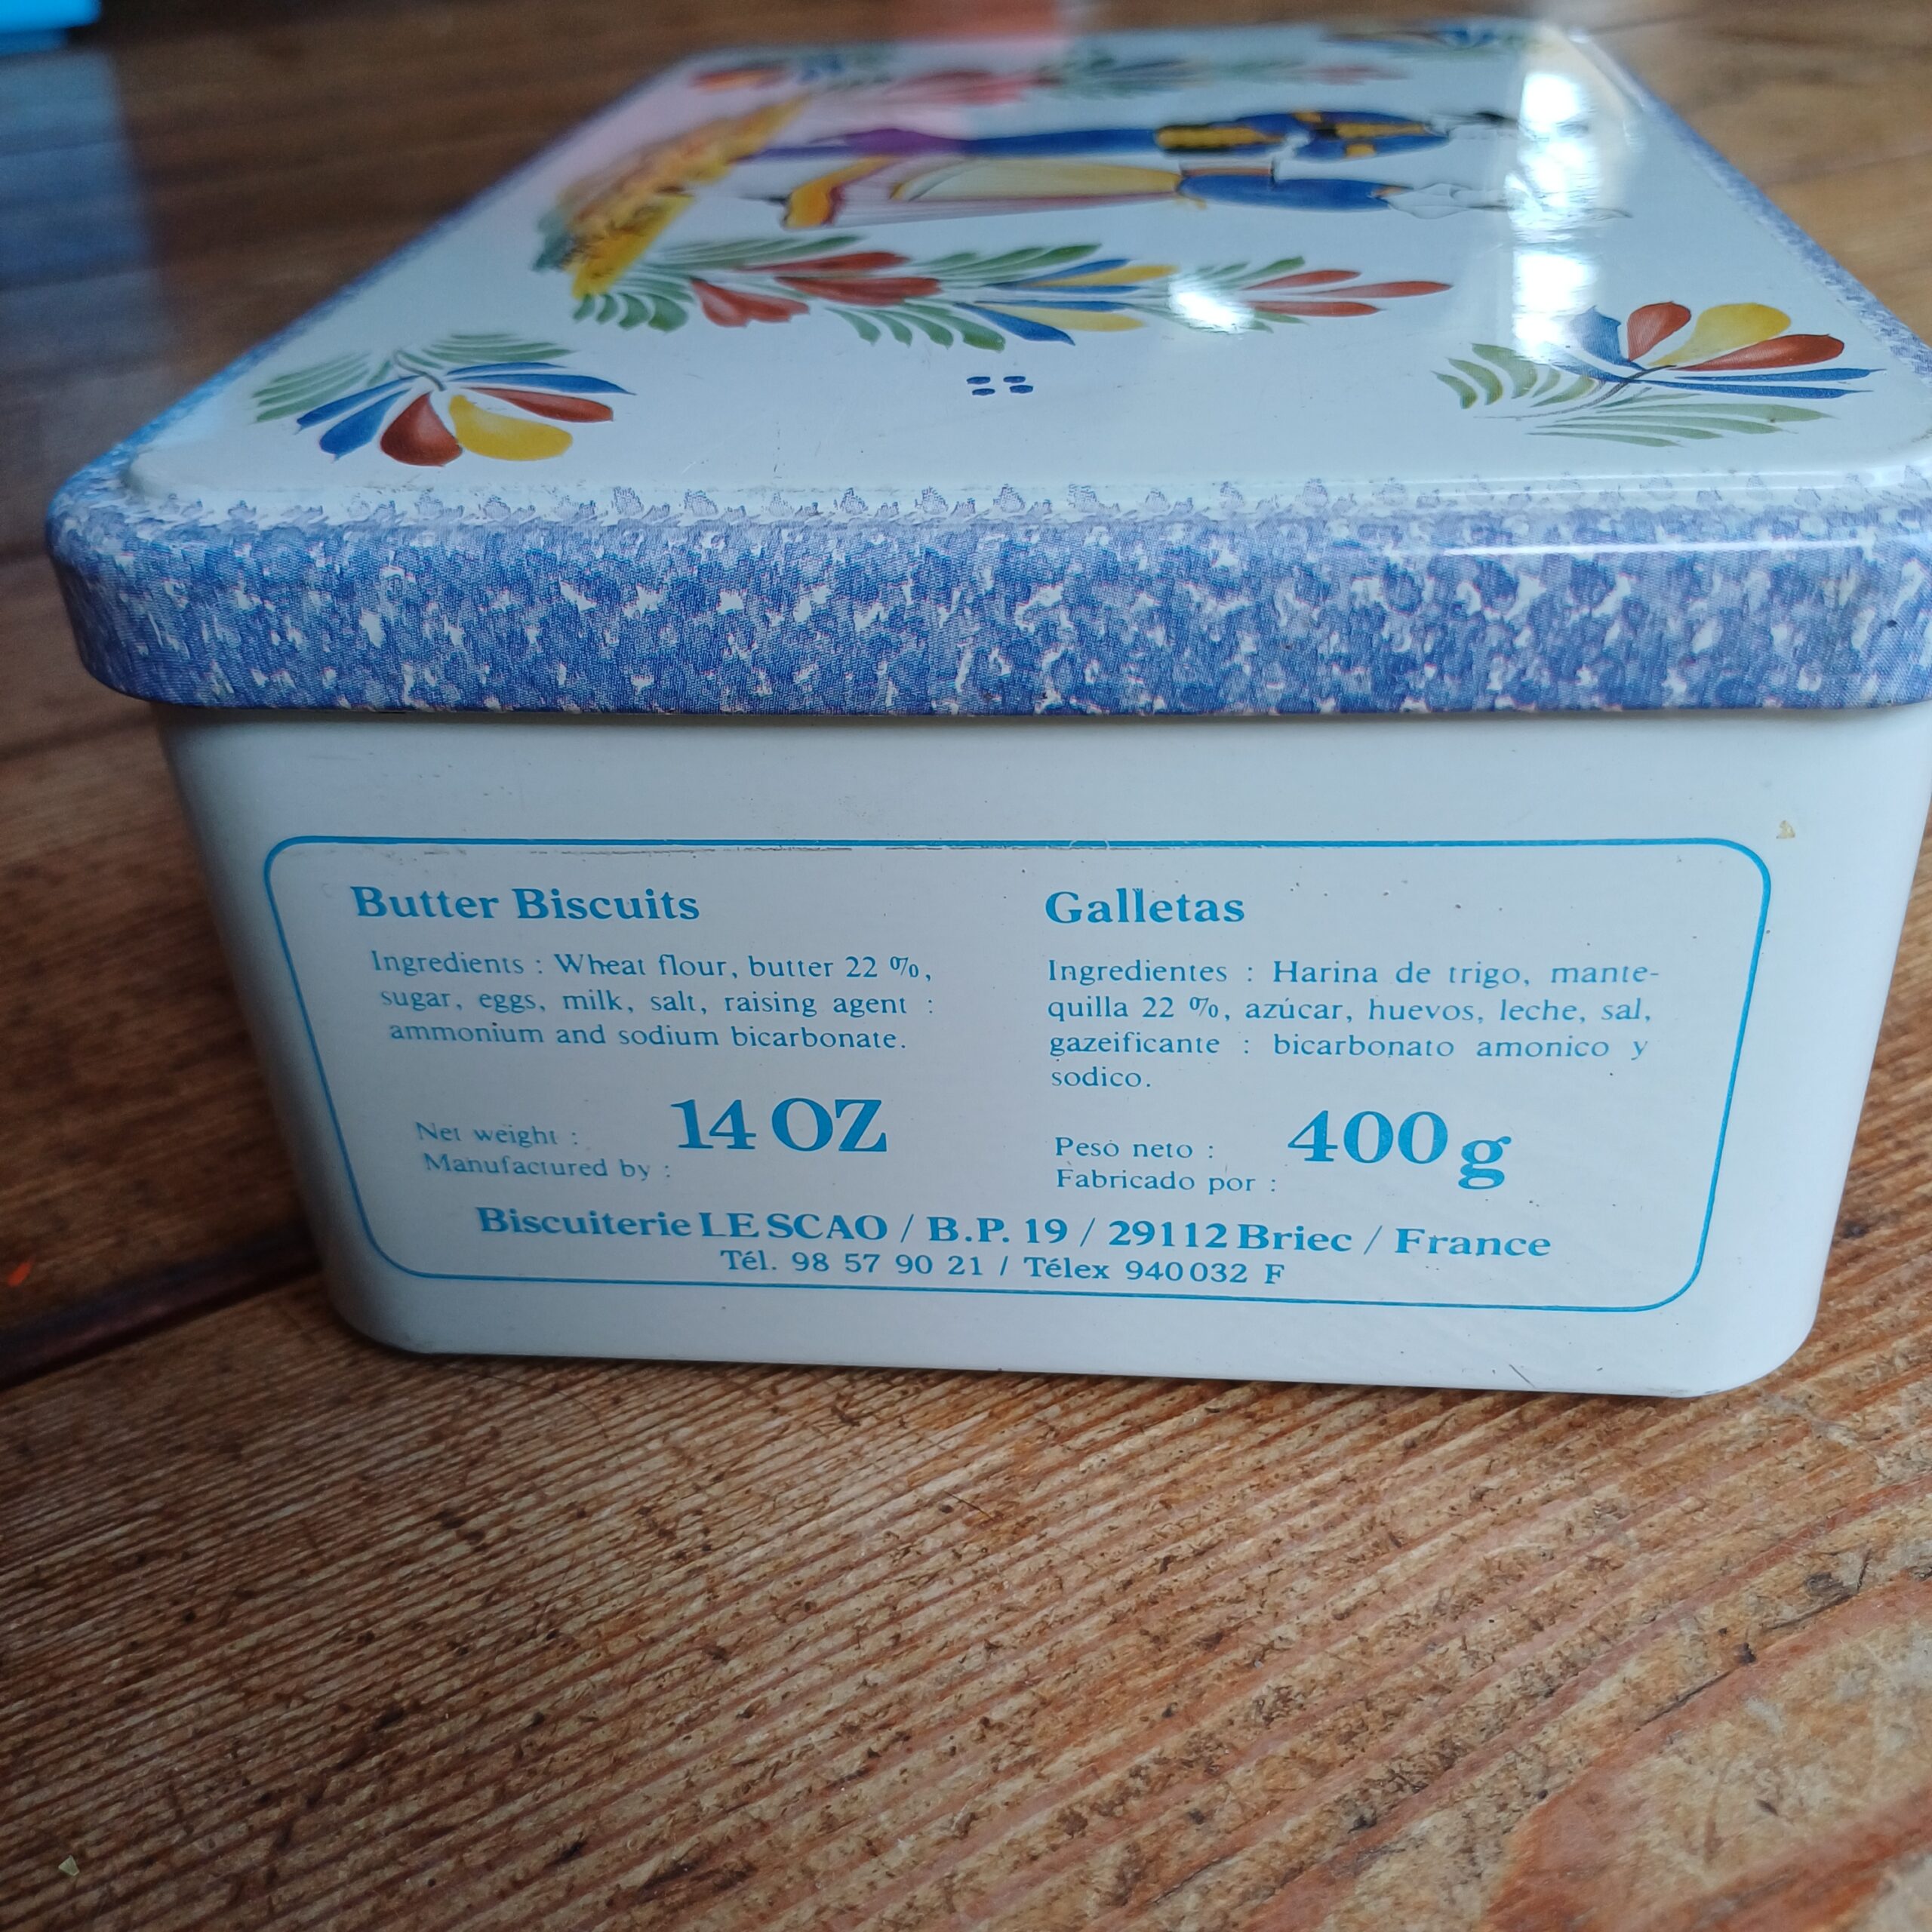 Butter Biscuits
Ingredients : Wheat flour, butter 22 %,
sugar, eggs, milk, salt, raising agent :
ammonium and sodium bicarbonate.
Net weight : 14 OZ
Manufactured by :
Galletas
Ingredientes : Harina de trigo, mante-
quilla 22 %, azúcar, huevos, leche, sal,
gazeificante : bicarbonato amonico y
sodico.
Peso neto : 400 g
Fabricado por :
Biscuiterie LE SCAO / B.P. 19 / 29112 Briec / France
Tél. 98 57 90 21 / Télex 940 032 F